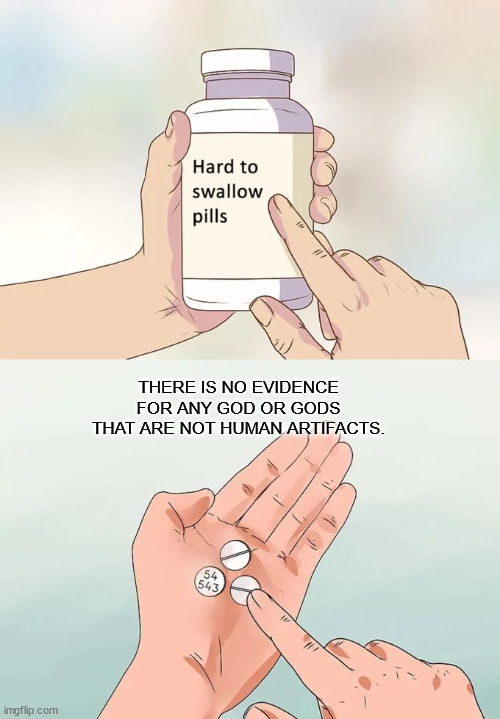 Hard to
swallow
pills
THERE IS NO EVIDENCE
FOR ANY GOD OR GODS
THAT ARE NOT HUMAN ARTIFACTS.
54
543
imgflip.com